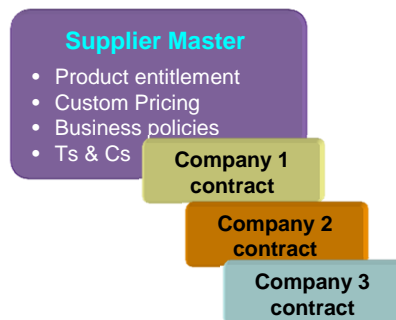 Supplier Master
• Product entitlement
• Custom Pricing
• Business policies
• Ts & Cs
Company 1
contract
Company 2
contract
Company 3
contract